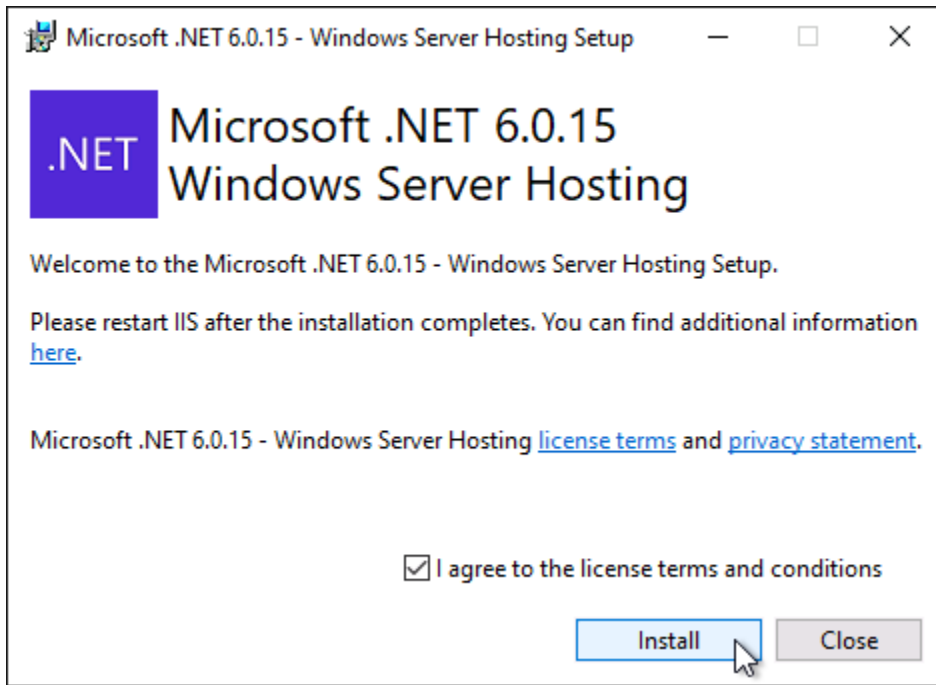 Microsoft .NET 6.0.15 - Windows Server Hosting Setup
.NET
Microsoft .NET 6.0.15
Windows Server Hosting
Welcome to the Microsoft .NET 6.0.15 - Windows Server Hosting Setup.
Please restart IIS after the installation completes. You can find additional information
here.
Microsoft .NET 6.0.15 - Windows Server Hosting license terms and privacy statement.
I agree to the license terms and conditions
Install
Close